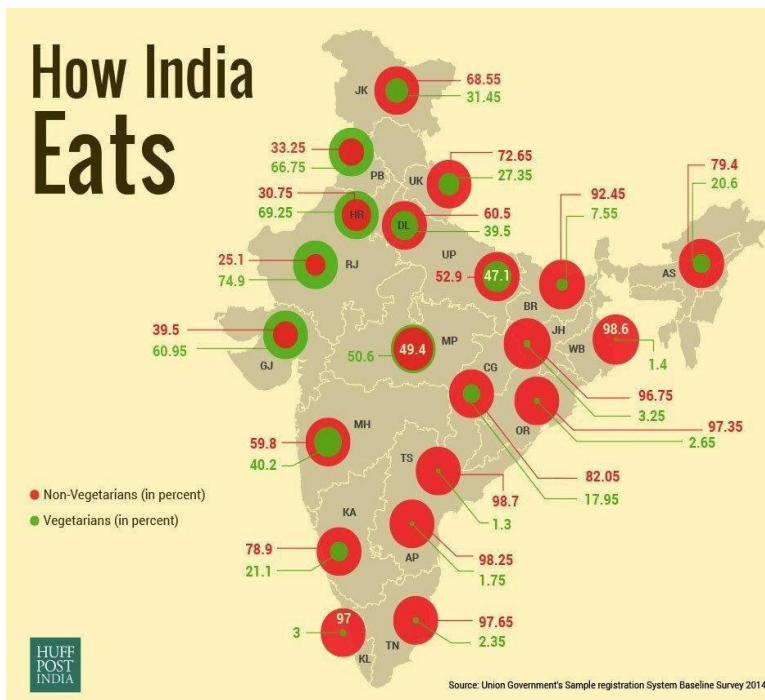 How India
Eats
JK
68.55
31.45
33.25
66.75
PB
UK
72.65
27.35
79.4
20.6
AS
30.75
69.25
HR
DL
60.5
39.5
92.45
7.55
25.1
74.9
RJ
UP
52.9
47.1
BR
39.5
60.95
GJ
50.6
49.4
MP
JH
WB
98.6
1.4
CG
96.75
3.25
OR
97.35
2.65
MH
59.8
40.2
TS
82.05
17.95
98.7
1.3
Non-Vegetarians (in percent)
Vegetarians (in percent)
KA
78.9
21.1
AP
98.25
1.75
97
3
KL
TN
97.65
2.35
HUFF
POST
INDIA
Source: Union Government's Sample registration System Baseline Survey 2014